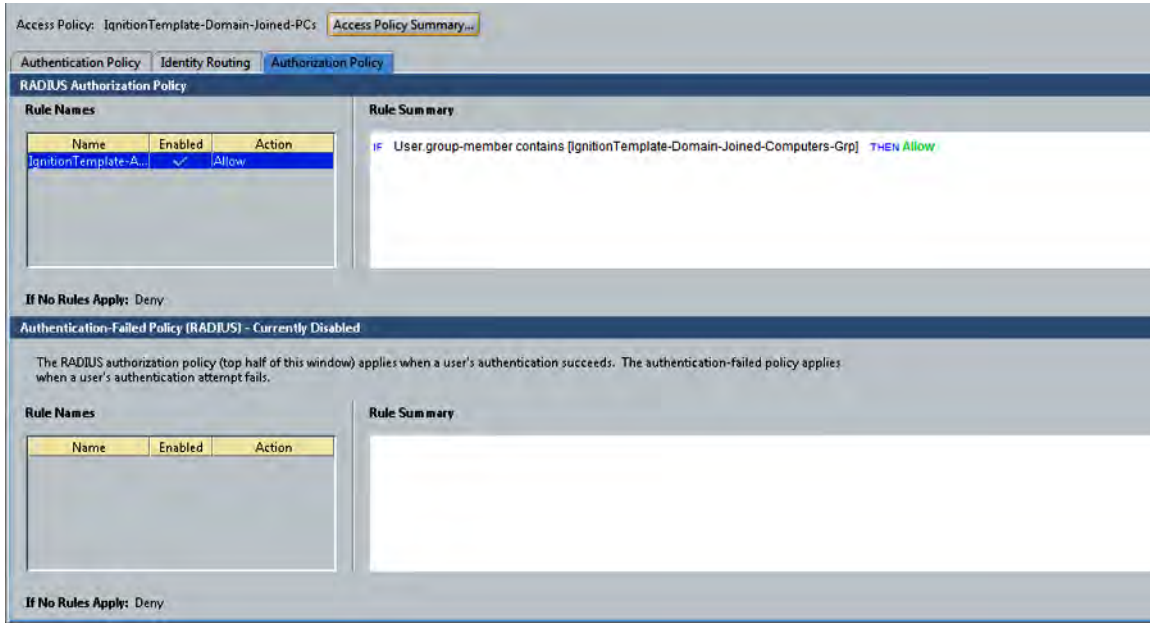 Access Policy: IgnitionTemplate-Domain-Joined-PCs Access Policy Summary...
Authentication Policy Identity Routing Authorization Policy
RADIUS Authorization Policy
Rule Names Rule Summary
Name Enabled Action
IgnitionTemplate-A... Allow
IF User.group-member contains [IgnitionTemplate-Domain-Joined-Computers-Grp] THEN Allow
If No Rules Apply: Deny
Authentication-Failed Policy (RADIUS) - Currently Disabled
The RADIUS authorization policy (top half of this window) applies when a user's authentication succeeds. The authentication-failed policy applies
when a user's authentication attempt fails.
Rule Names Rule Summary
Name Enabled Action
If No Rules Apply: Deny